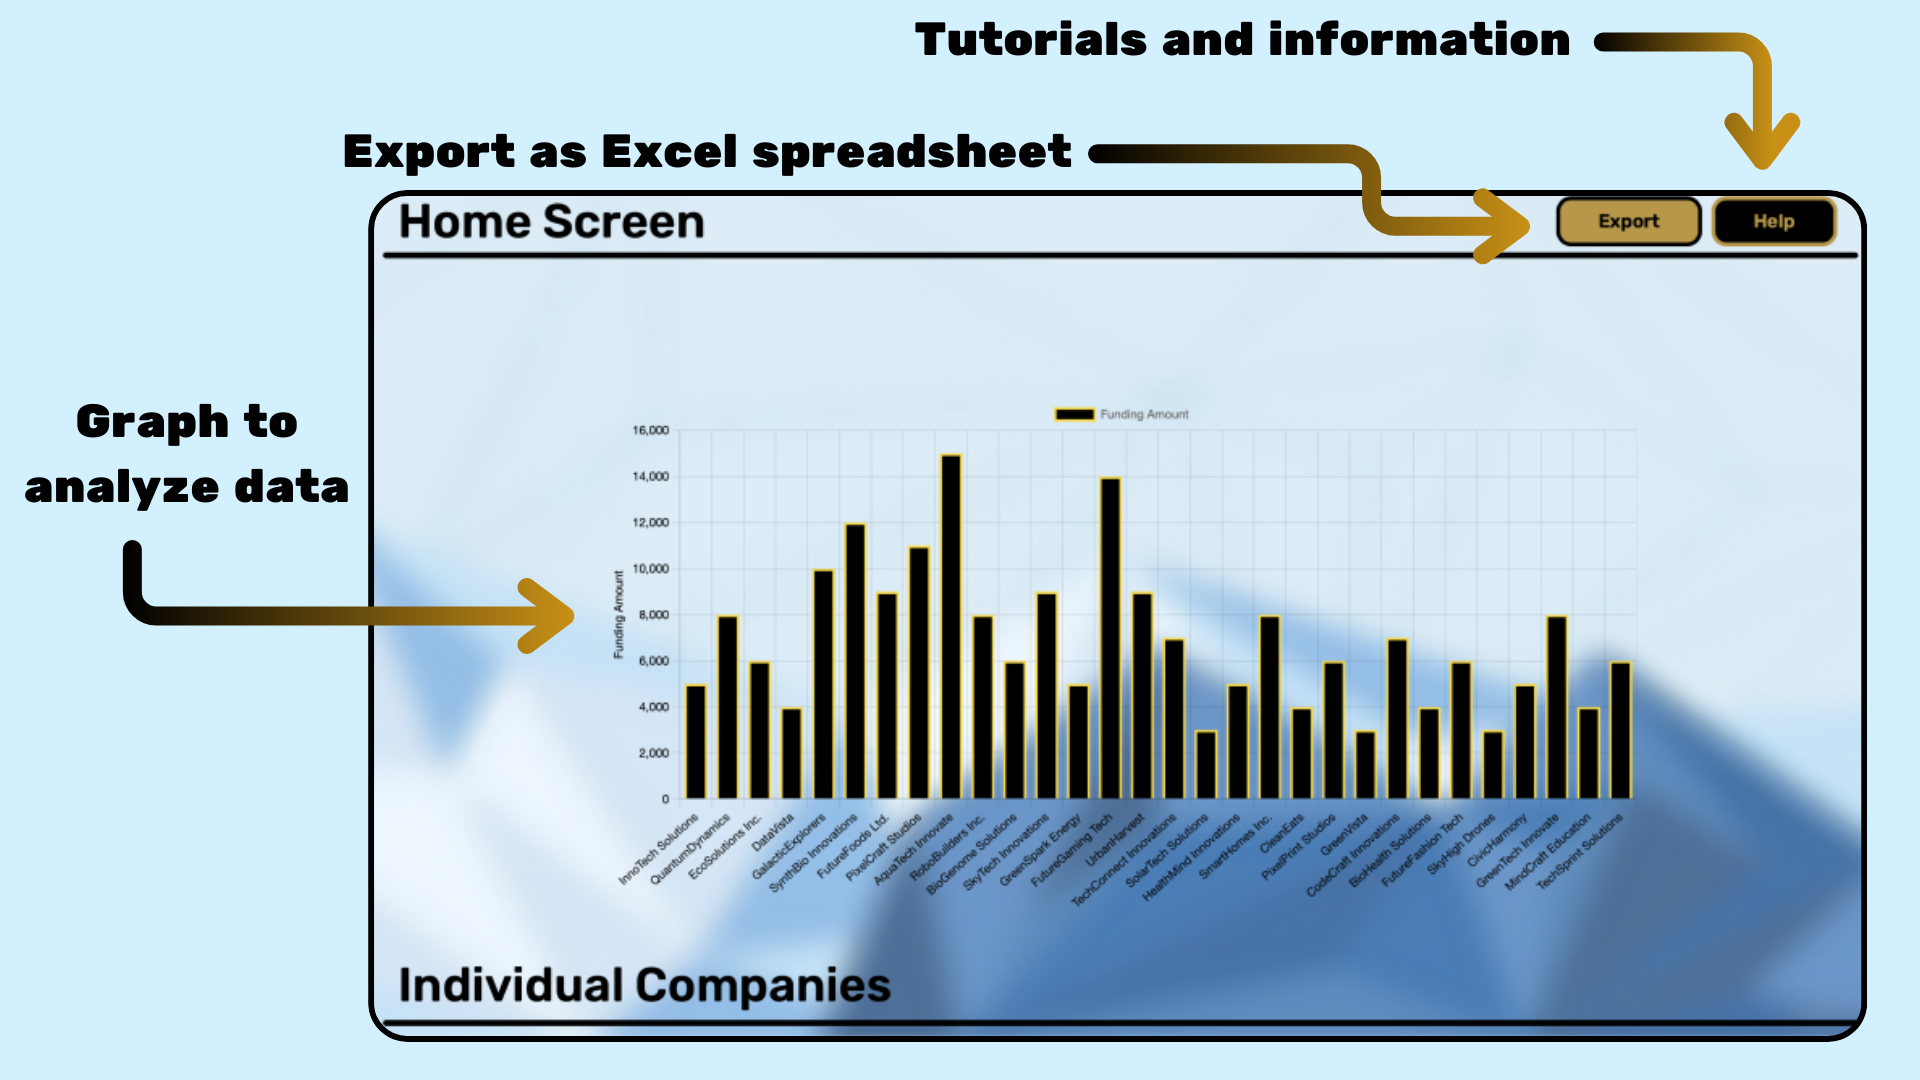 Tutorials and information
Export as Excel spreadsheet
Home Screen
Export
Help
Graph to
analyze data
Funding Amount
16,000
14,000
12,000
10,000
8,000
6,000
4,000
2,000
0
Funding Amount
InnoTech Solutions
QuantumDynamics
EcoSolutions Inc.
DataVista
GalacticExplorers
SynthBio Innovations
FutureFoods Ltd.
PixelCraft Studios
AquaTech Innovate
RoboBuilders Inc.
BioGenome Solutions
SkyTech Innovations
GreenSpark Energy
FutureGaming Tech
UrbanHarvest
TechConnect Innovations
SolarTech Solutions
HealthMind Innovations
SmartHomes Inc.
CleanEats
PixelPrint Studios
GreenVista
CodeCraft Innovations
BioHealth Solutions
FutureFashion Tech
SkyHigh Drones
CivicHarmony
GreenTech Innovate
MindCraft Education
TechSprint Solutions
Individual Companies